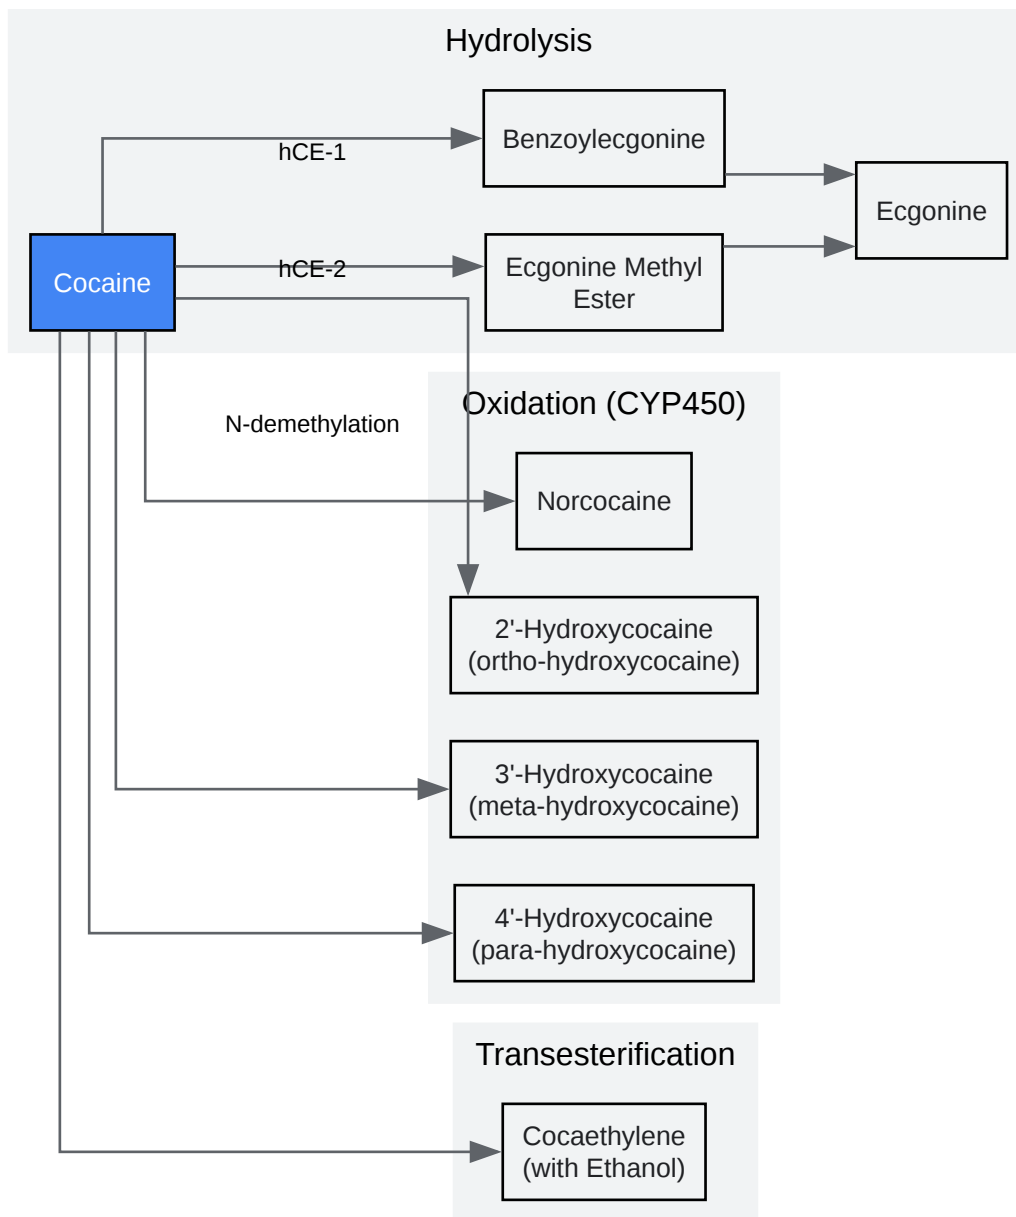 Hydrolysis
Benzoylecgonine
hCE-1
Ecgonine
Cocaine
hCE-2
Ecgonine Methyl
Ester
Oxidation (CYP450)
N-demethylation
Norcocaine
2'-Hydroxycocaine
(ortho-hydroxycocaine)
3'-Hydroxycocaine
(meta-hydroxycocaine)
4'-Hydroxycocaine
(para-hydroxycocaine)
Transesterification
Cocaethylene
(with Ethanol)